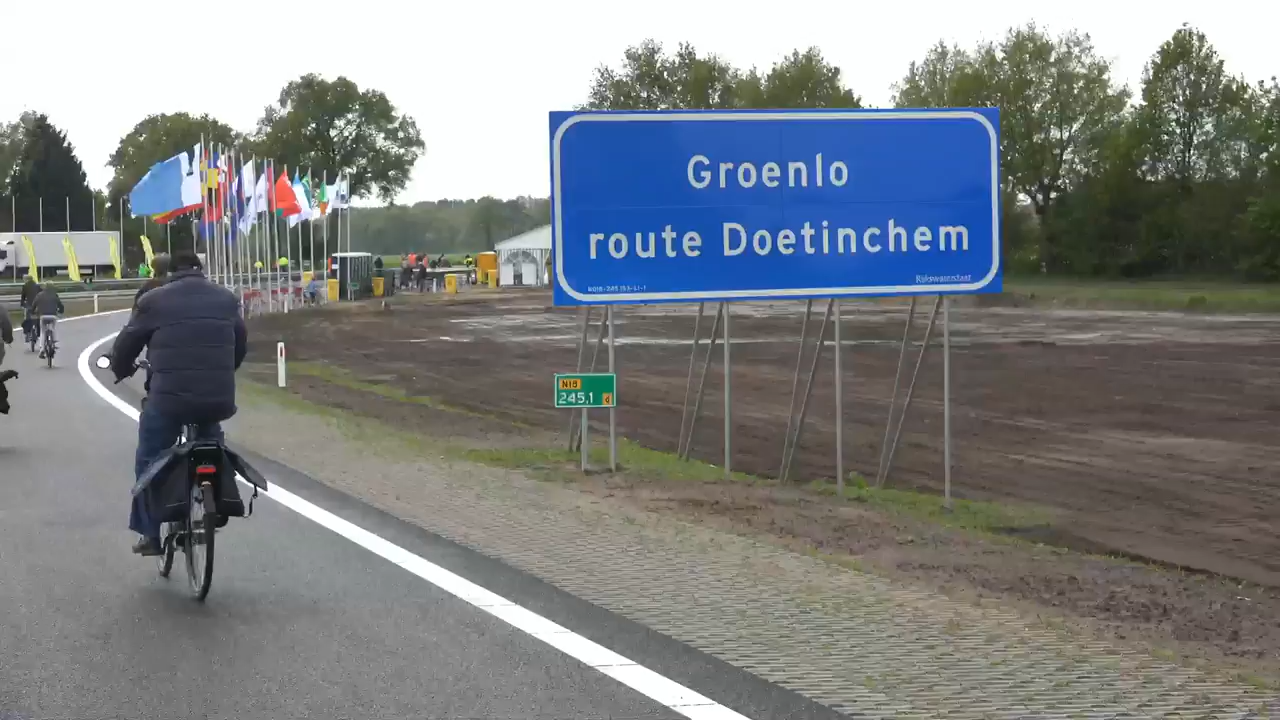 Groenlo
route Doetinchem
Rijkswaterstaat
N18
245,1 d